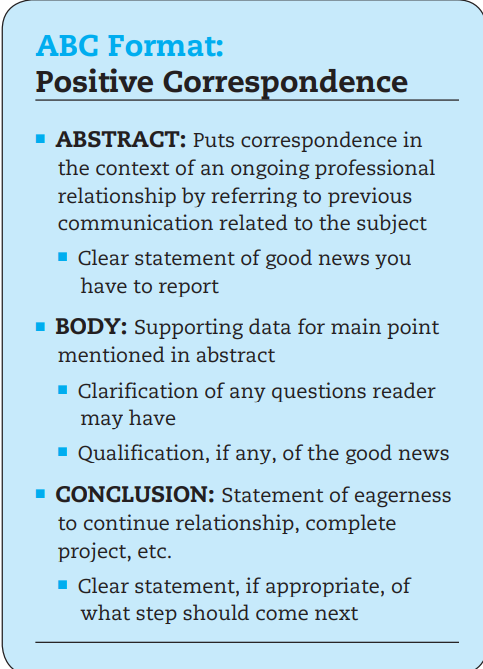 ABC Format:
Positive Correspondence
ABSTRACT: Puts correspondence in
the context of an ongoing professional
relationship by referring to previous
communication related to the subject
Clear statement of good news you
have to report
BODY: Supporting data for main point
mentioned in abstract
Clarification of any questions reader
may have
Qualification, if any, of the good news
CONCLUSION: Statement of eagerness
to continue relationship, complete
project, etc.
Clear statement, if appropriate, of
what step should come next